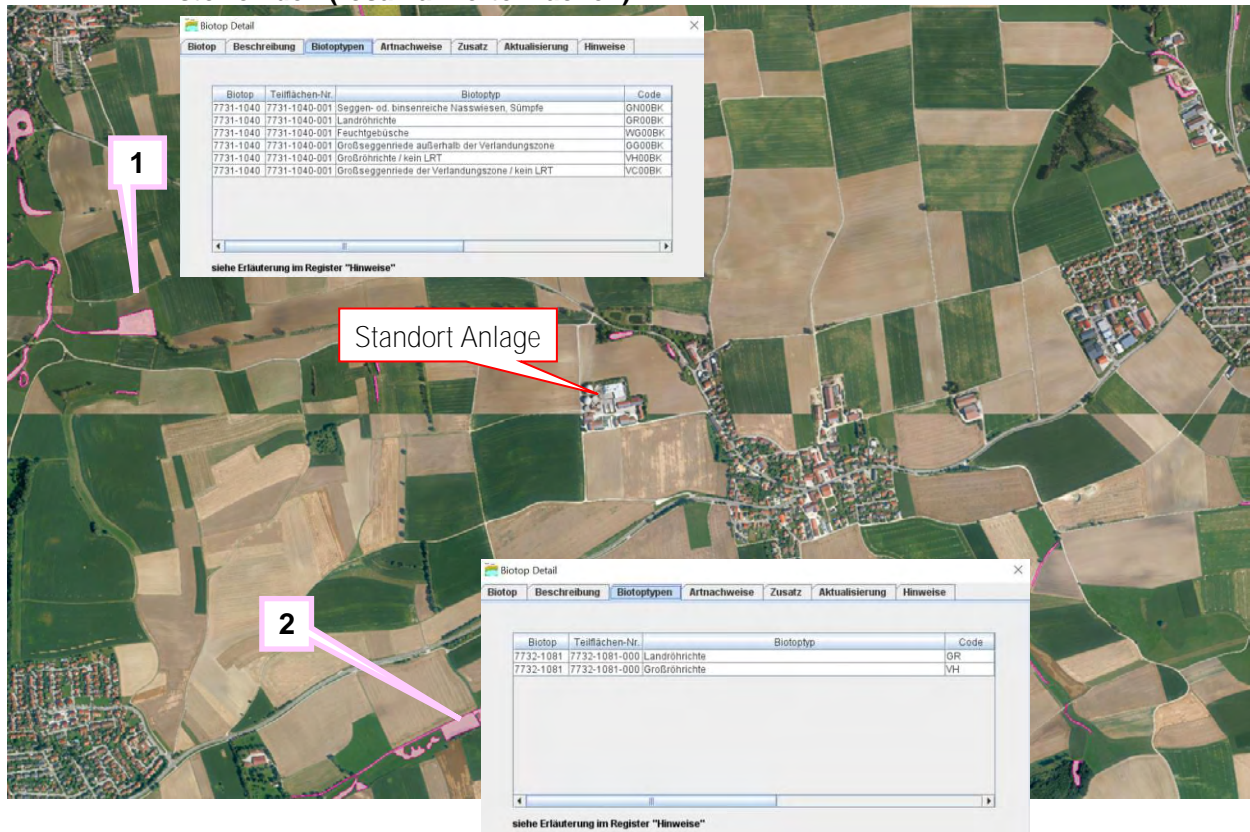 Biotop Detail
Biotop Beschreibung Biotoptypen Artnachweise Zusatz Aktualisierung Hinweise
Biotop Teilflächen-Nr. Biotoptyp Code
7731-1040 7731-1040-001 Seggen- od. binsenreiche Nasswiesen, Sümpfe GN00BK
7731-1040 7731-1040-001 Landröhrichte GR00BK
7731-1040 7731-1040-001 Feuchtgebüsche WG00BK
7731-1040 7731-1040-001 Großseggenriede außerhalb der Verlandungszone GG00BK
7731-1040 7731-1040-001 Großröhrichte / kein LRT VH00BK
7731-1040 7731-1040-001 Großseggenriede der Verlandungszone / kein LRT VC00BK
siehe Erläuterung im Register "Hinweise"
1
Standort Anlage
2
Biotop Detail
Biotop Beschreibung Biotoptypen Artnachweise Zusatz Aktualisierung Hinweise
Biotop Teilflächen-Nr. Biotoptyp Code
7732-1081 7732-1081-000 Landröhrichte GR
7732-1081 7732-1081-000 Großröhrichte VH
siehe Erläuterung im Register "Hinweise"